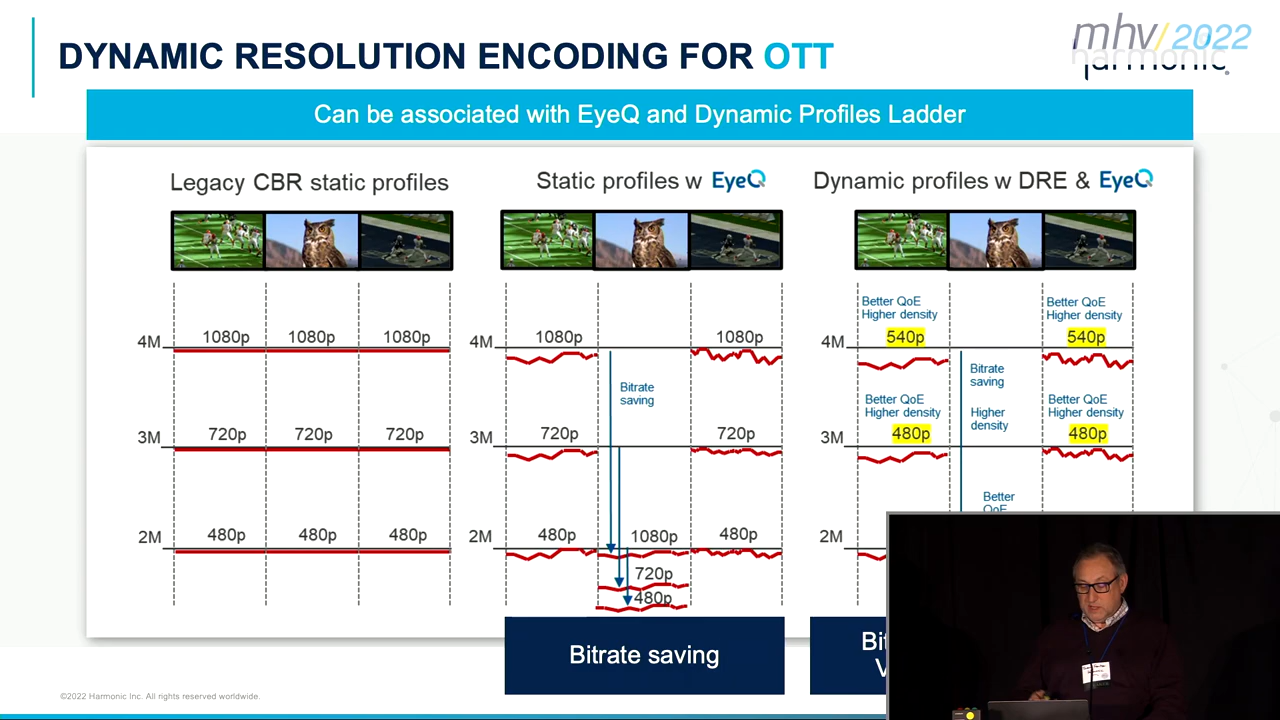 DYNAMIC RESOLUTION ENCODING FOR OTT
mhv/2022
harmonic
Can be associated with EyeQ and Dynamic Profiles Ladder
Legacy CBR static profiles
Static profiles w EyeQ
Dynamic profiles w DRE & EyeQ
4M 1080p 1080p 1080p
3M 720p 720p 720p
2M 480p 480p 480p
4M 1080p 1080p
Bitrate
saving
3M 720p 720p
2M 480p 1080p 480p
720p
480p
Better QoE
Higher density
Better QoE
Higher density
4M 540p 540p
Bitrate
saving
Better QoE
Higher density
Higher
density
Better QoE
Higher density
3M 480p 480p
Better
QoE
2M
Bitrate saving
©2022 Harmonic Inc. All rights reserved worldwide.